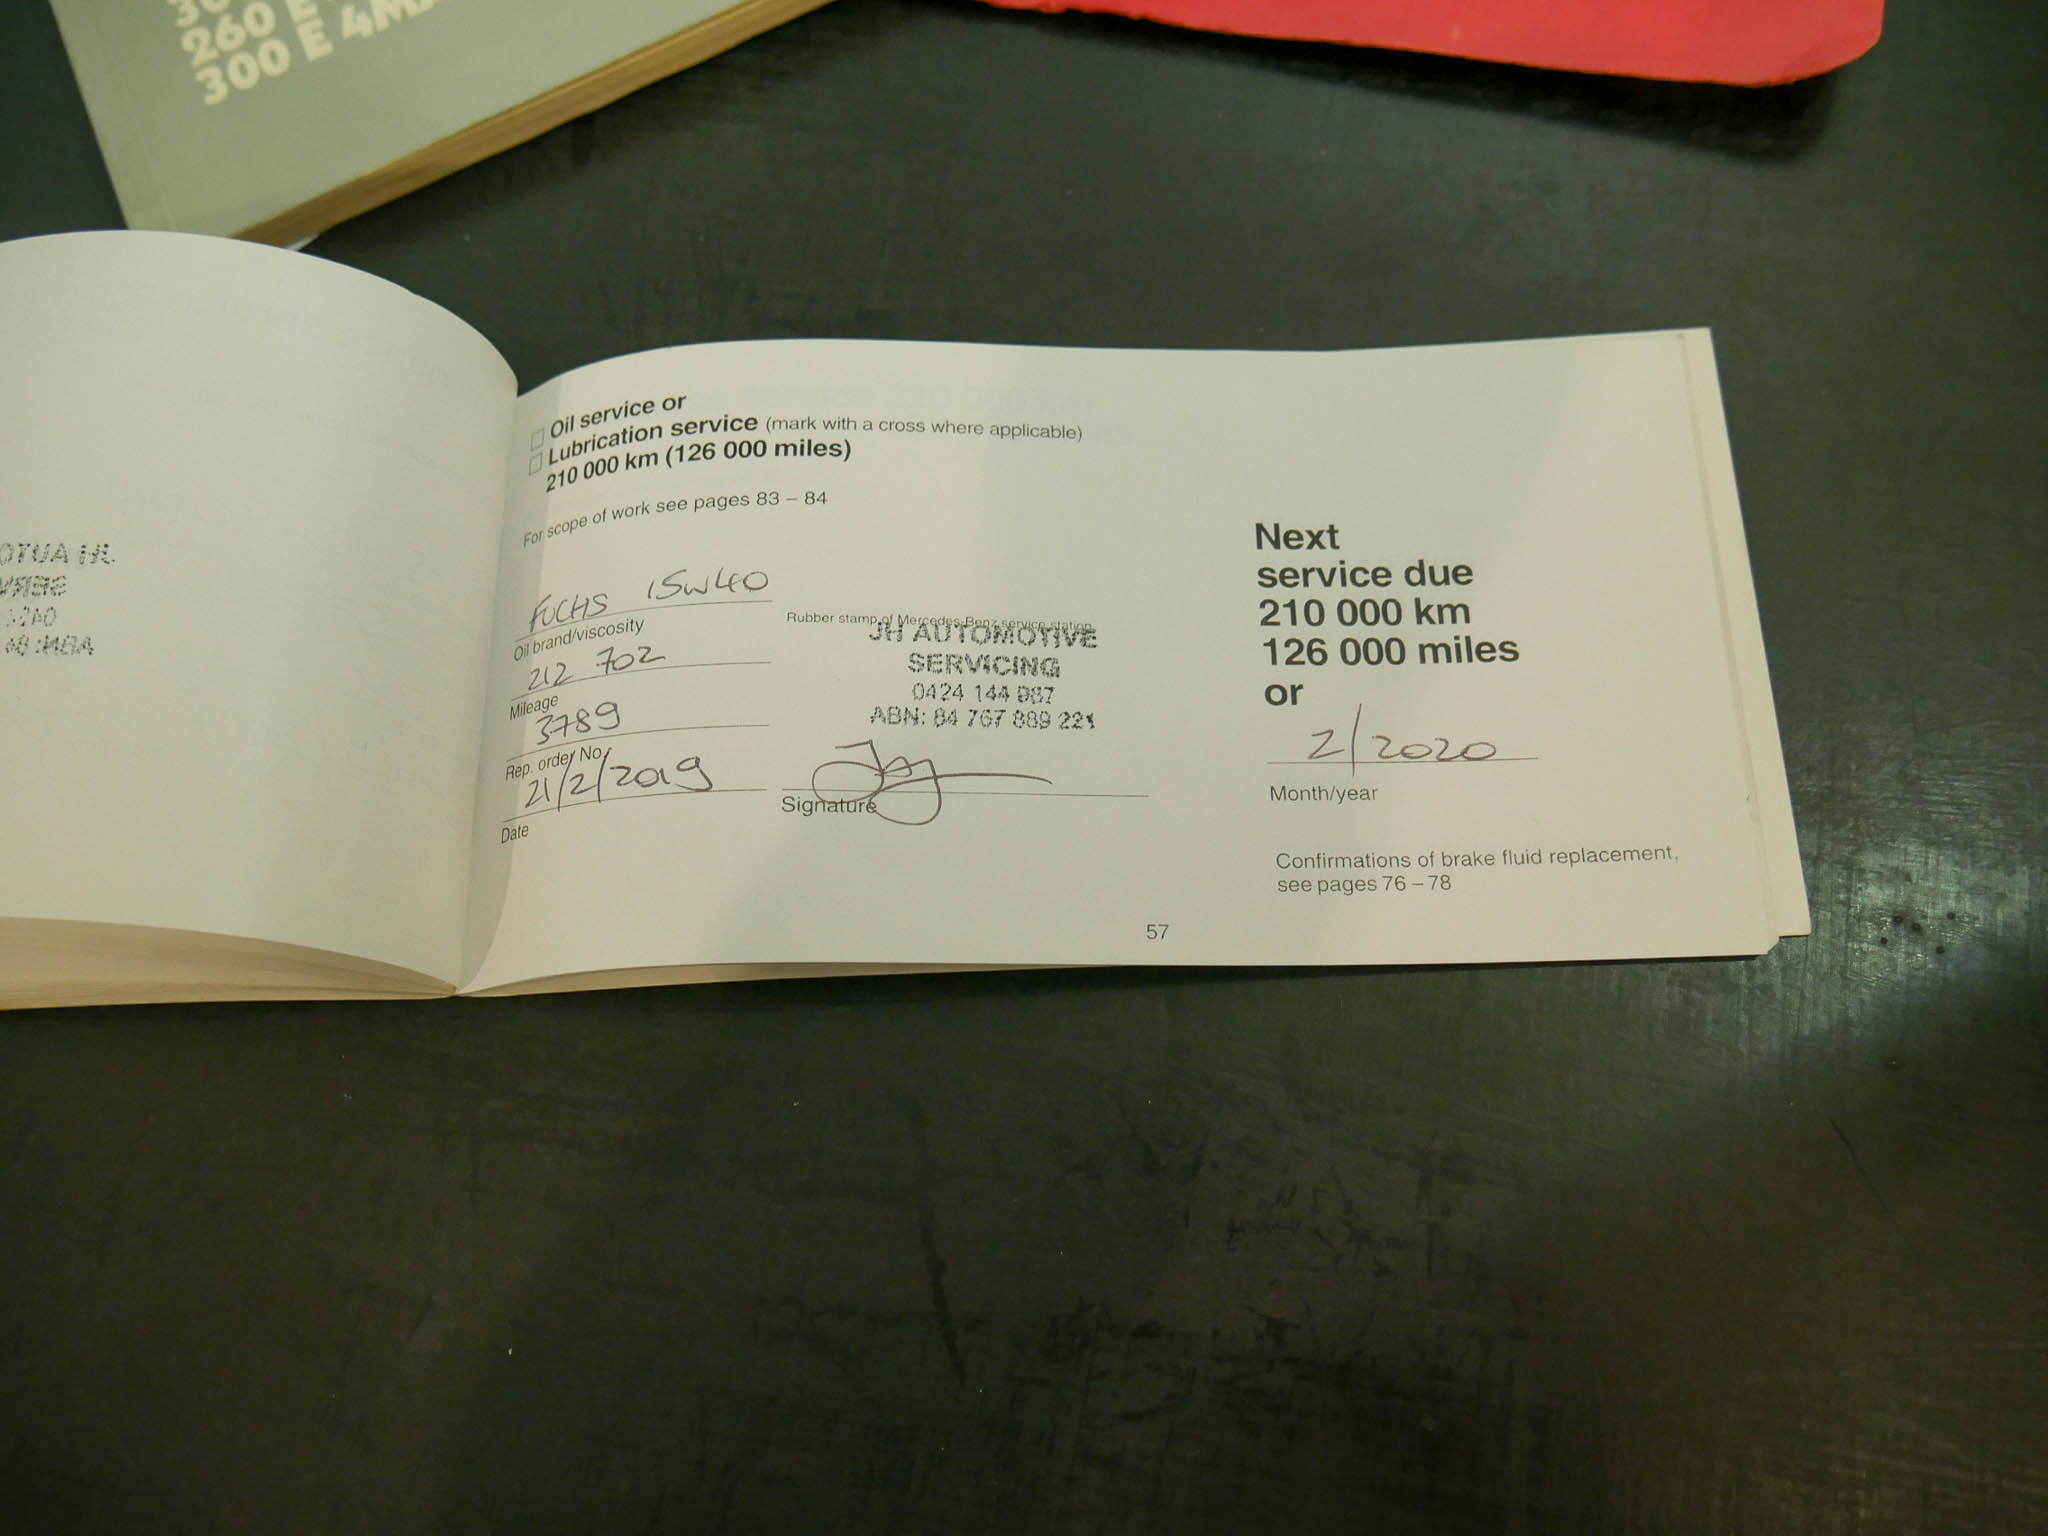 260 E
300 E 4M
Oil service or
Lubrication service (mark with a cross where applicable)
210 000 km (126 000 miles)
For scope of work see pages 83 – 84
FUCHS 15W40
Oil brand/viscosity
212 702
Mileage
3789
Rep. order No.
21/2/2019
Date
Rubber stamp of Mercedes-Benz service station
JH AUTOMOTIVE
SERVICING
0424 144 987
ABN: 84 767 889 221
Signature
Next
service due
210 000 km
126 000 miles
or
2/2020
Month/year
Confirmations of brake fluid replacement,
see pages 76 – 78
57